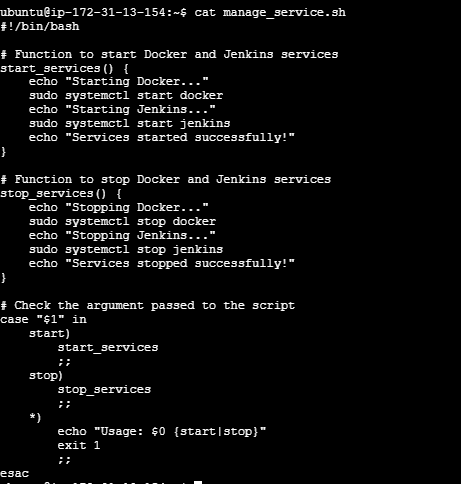 ubuntu@ip-172-31-13-154:~$ cat manage_service.sh
#!/bin/bash

# Function to start Docker and Jenkins services
start_services() {
    echo "Starting Docker..."
    sudo systemctl start docker
    echo "Starting Jenkins..."
    sudo systemctl start jenkins
    echo "Services started successfully!"
}

# Function to stop Docker and Jenkins services
stop_services() {
    echo "Stopping Docker..."
    sudo systemctl stop docker
    echo "Stopping Jenkins..."
    sudo systemctl stop jenkins
    echo "Services stopped successfully!"
}

# Check the argument passed to the script
case "$1" in
    start)
        start_services
        ;;
    stop)
        stop_services
        ;;
    *)
        echo "Usage: $0 {start|stop}"
        exit 1
        ;;
esac